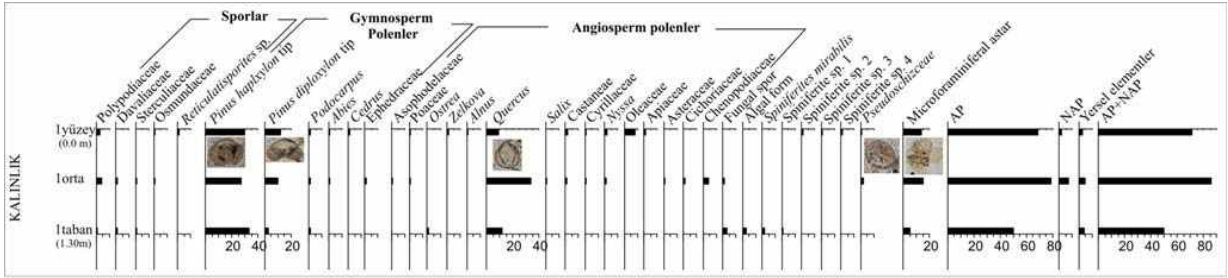 Sporlar
Gymnosperm
Polenler
Angiosperm polenler
Polypodiaceae
Davaliaceae
Sterculiaceae
Osmundaceae
Reticulatisporites sp.
Pinus haplxylon tip
Pinus diploxylon tip
Podocarpus
Abies
Cedrus
Ephedraceae
Asphodelaceae
Poaceae
Ostrea
Zelkova
Alnus
Quercus
Salix
Castaneae
Cyrillaceae
Nyssa
Oleaceae
Apiaceae
Asteraceae
Cichoriaceae
Chenopodiaceae
Fungal spor
Algal form
Spiniferites mirabilis
Spiniferite sp. 1
Spiniferite sp. 2
Spiniferite sp. 3
Spiniferite sp. 4
Pseudoschizceae
Microforaminiferal astar
AP
NAP
Yersel elementler
AP+NAP
KALINLIK
1yüzey
(0.0 m)
1orta
1taban
(1.30m)
20 40 20 20 40 20 20 40 60 80 20 40 60 80